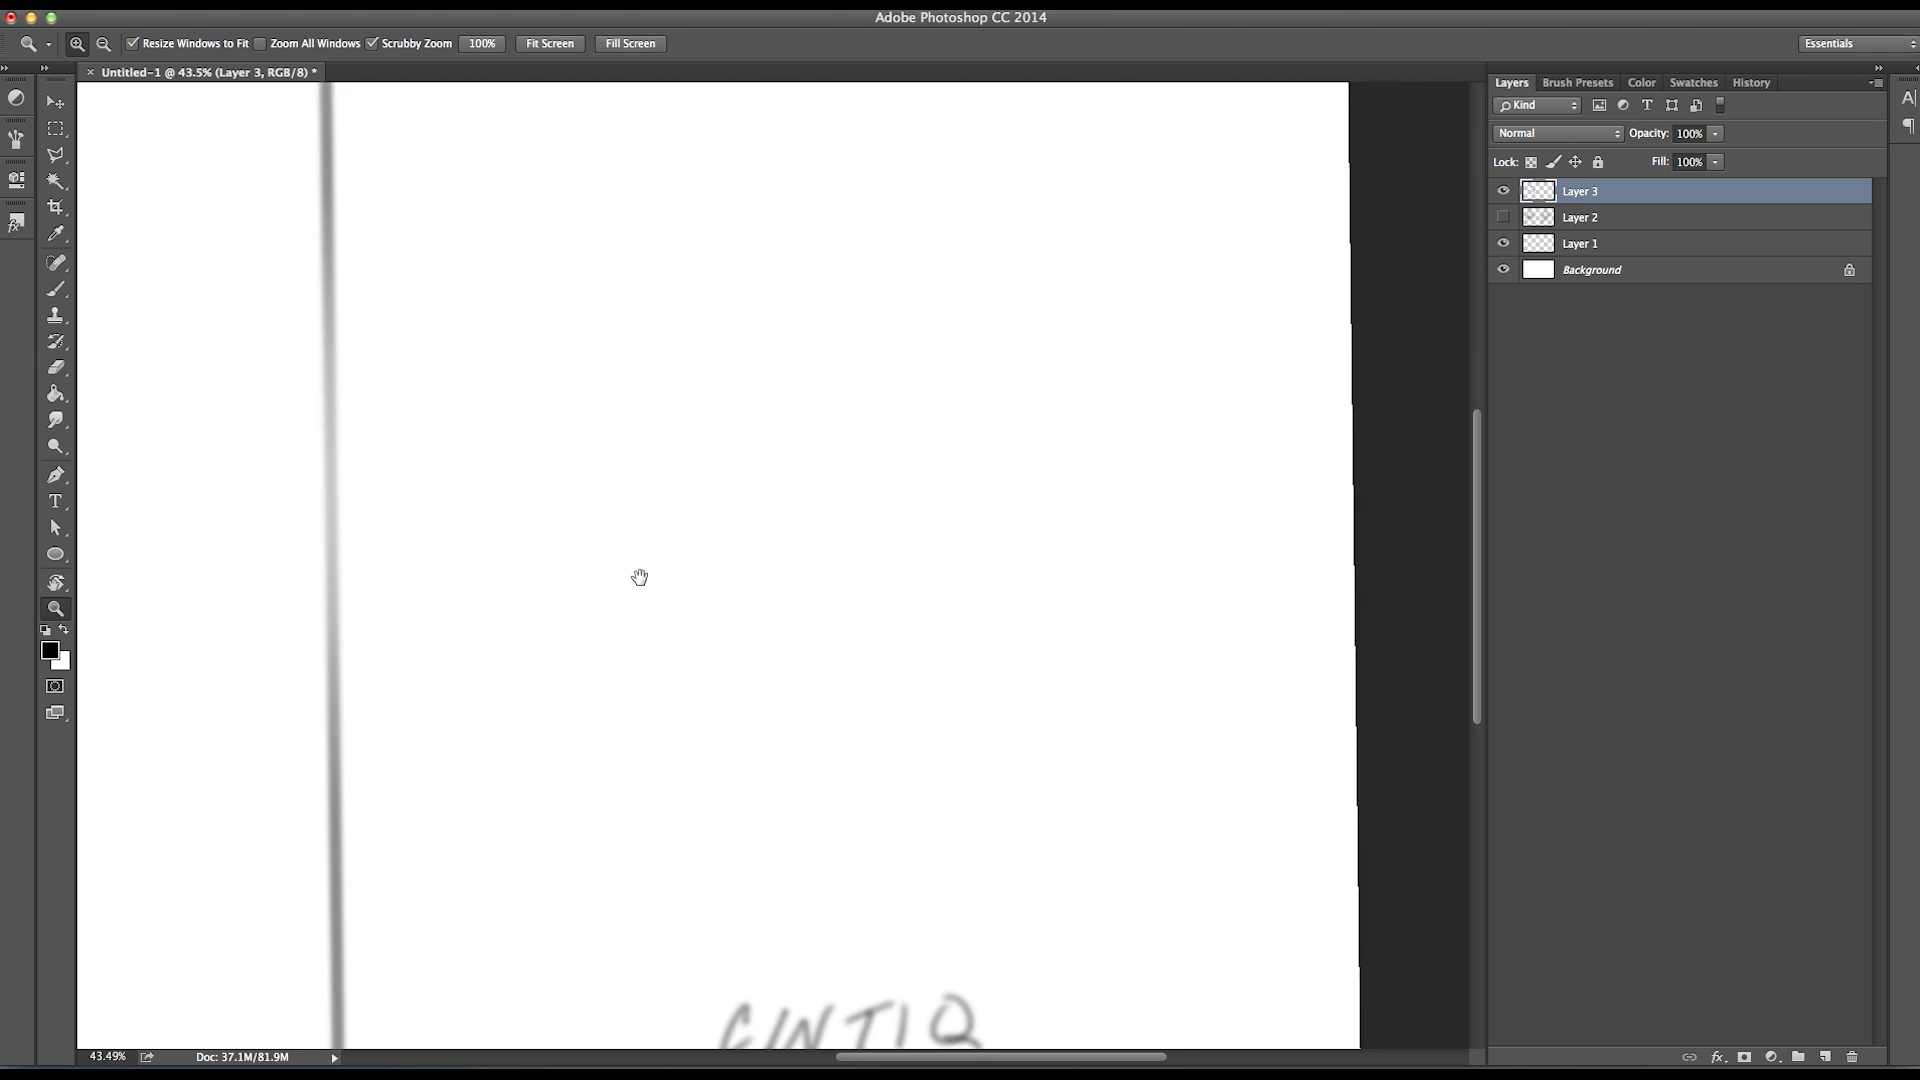 Adobe Photoshop CC 2014
Resize Windows to Fit Zoom All Windows Scrubby Zoom 100% Fit Screen Fill Screen Essentials
× Untitled-1 @ 43.5% (Layer 3, RGB/8) *
Layers Brush Presets Color Swatches History
Kind
Normal Opacity: 100%
Lock: Fill: 100%
Layer 3
Layer 2
Layer 1
Background
CINTIQ
43.49% Doc: 37.1M/81.9M